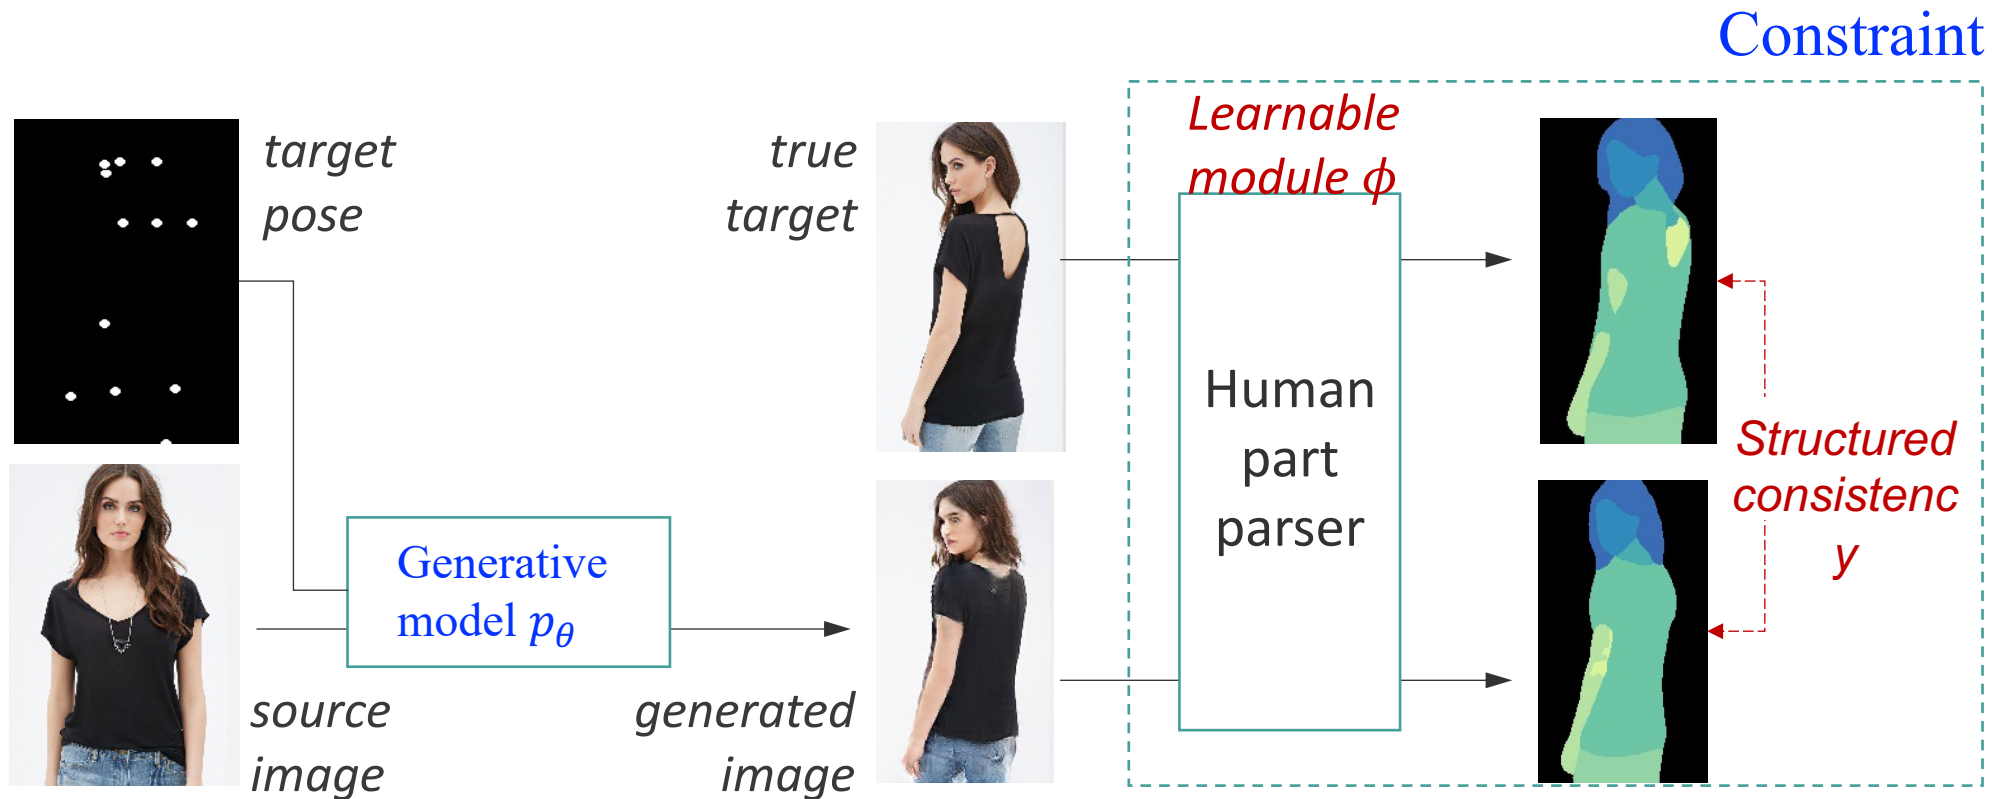 Constraint
target
pose
true
target
Learnable
module ϕ
Human
part
parser
Structured
consistenc
y
Generative
model pθ
source
image
generated
image